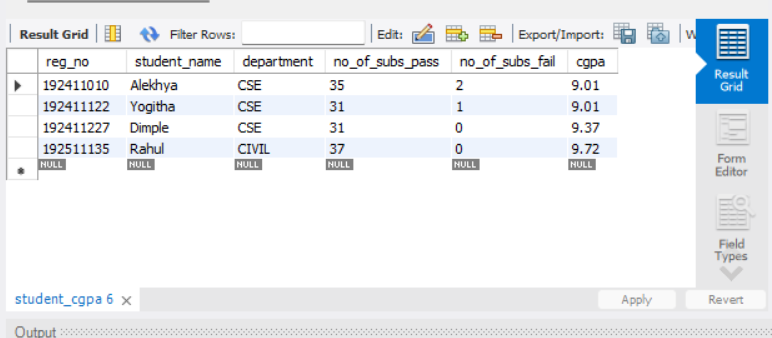 Result Grid Filter Rows: Edit: Export/Import: W
reg_no student_name department no_of_subs_pass no_of_subs_fail cgpa
192411010 Alekhya CSE 35 2 9.01
192411122 Yogitha CSE 31 1 9.01
192411227 Dimple CSE 31 0 9.37
192511135 Rahul CIVIL 37 0 9.72
NULL NULL NULL NULL NULL NULL
Result
Grid
Form
Editor
Field
Types
student_cgpa 6 Apply Revert
Output